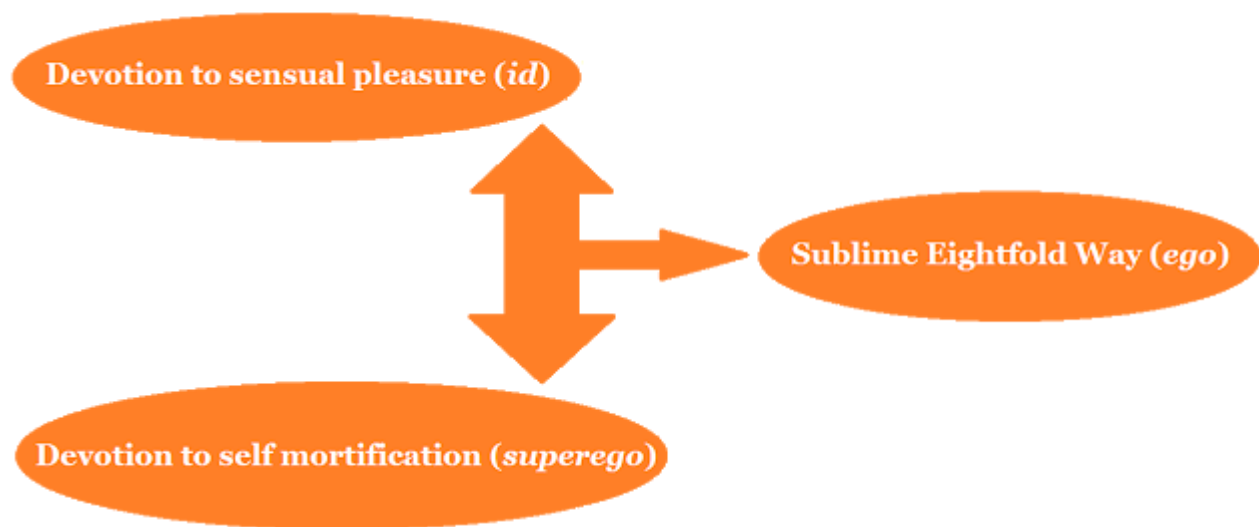 Devotion to sensual pleasure (id)
Sublime Eightfold Way (ego)
Devotion to self mortification (superego)